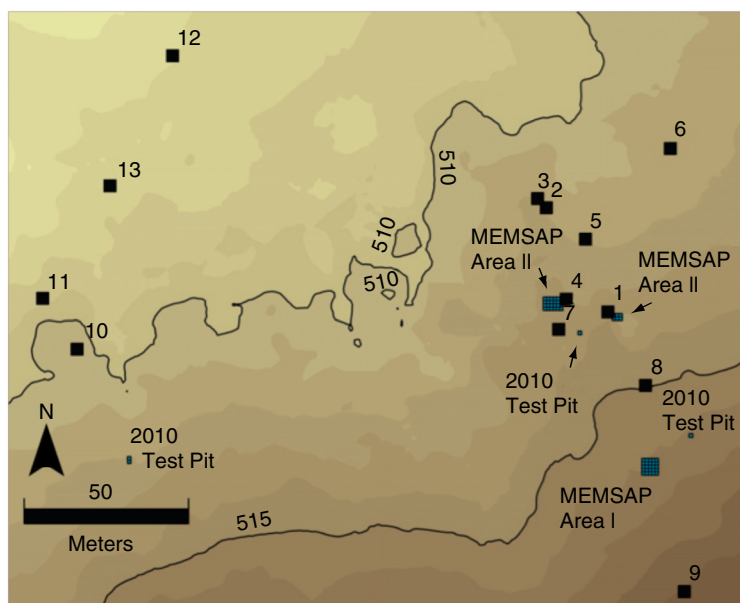 12
6
13
510
3
2
510
5
MEMSAP
Area II
MEMSAP
Area II
510
4
1
11
7
10
8
2010
Test Pit
2010
Test Pit
N
2010
Test Pit
50
Meters
515
MEMSAP
Area I
9